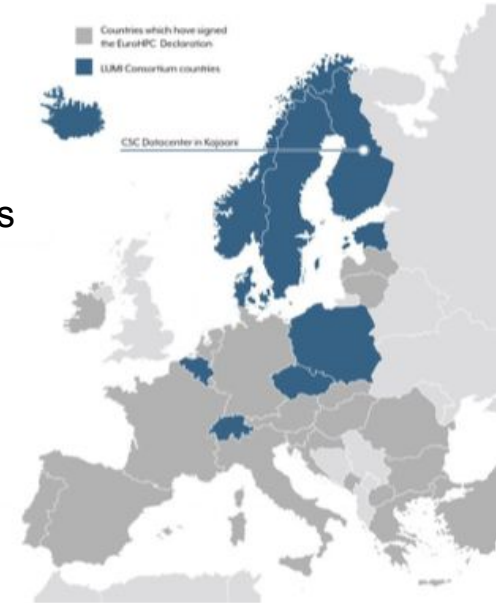 Countries which have signed
the EuroHPC Declaration
LUMI Consortium countries
CSC Datacenter in Kajaani
s